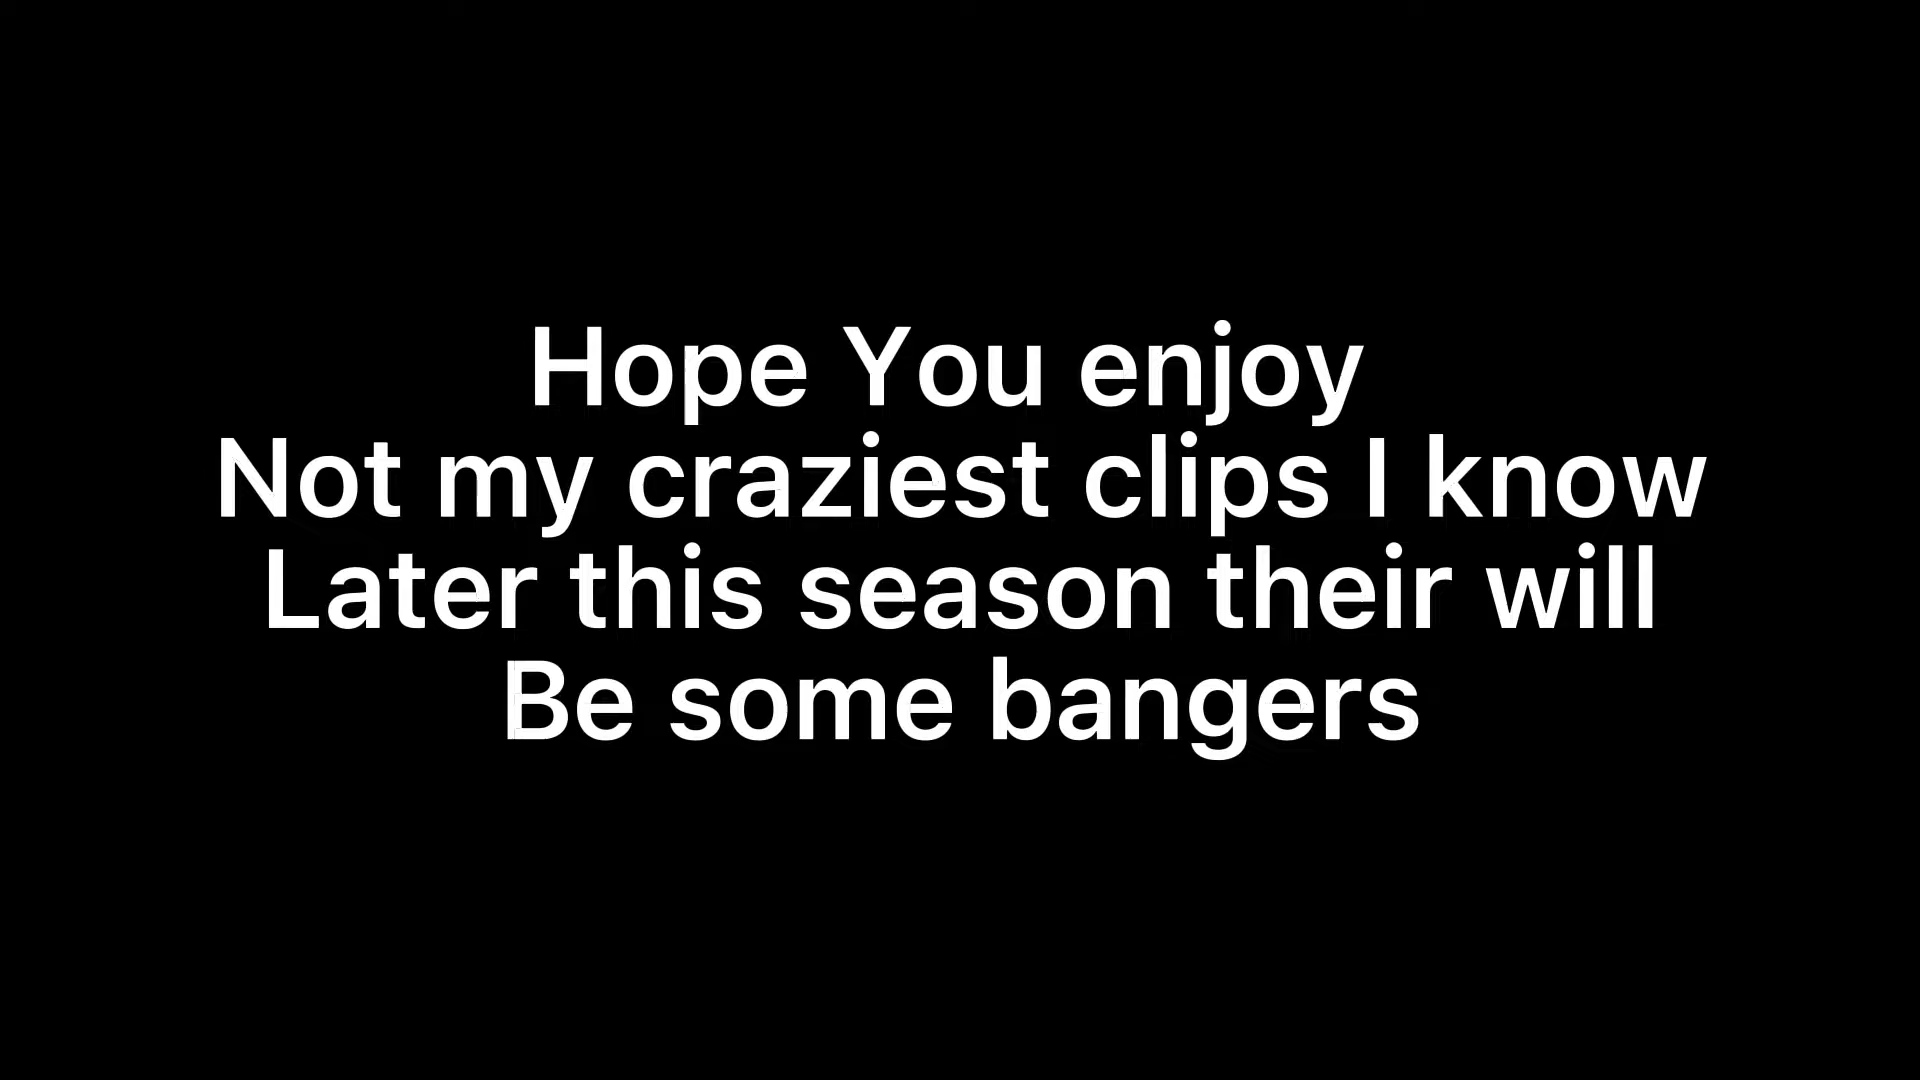 Hope You enjoy
Not my craziest clips I know
Later this season their will
Be some bangers